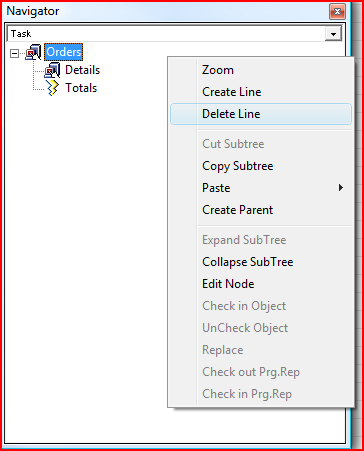 Navigator
Task
Orders
Details
Totals
Zoom
Create Line
Delete Line
Cut Subtree
Copy Subtree
Paste
Create Parent
Expand SubTree
Collapse SubTree
Edit Node
Check in Object
UnCheck Object
Replace
Check out Prg.Rep
Check in Prg.Rep